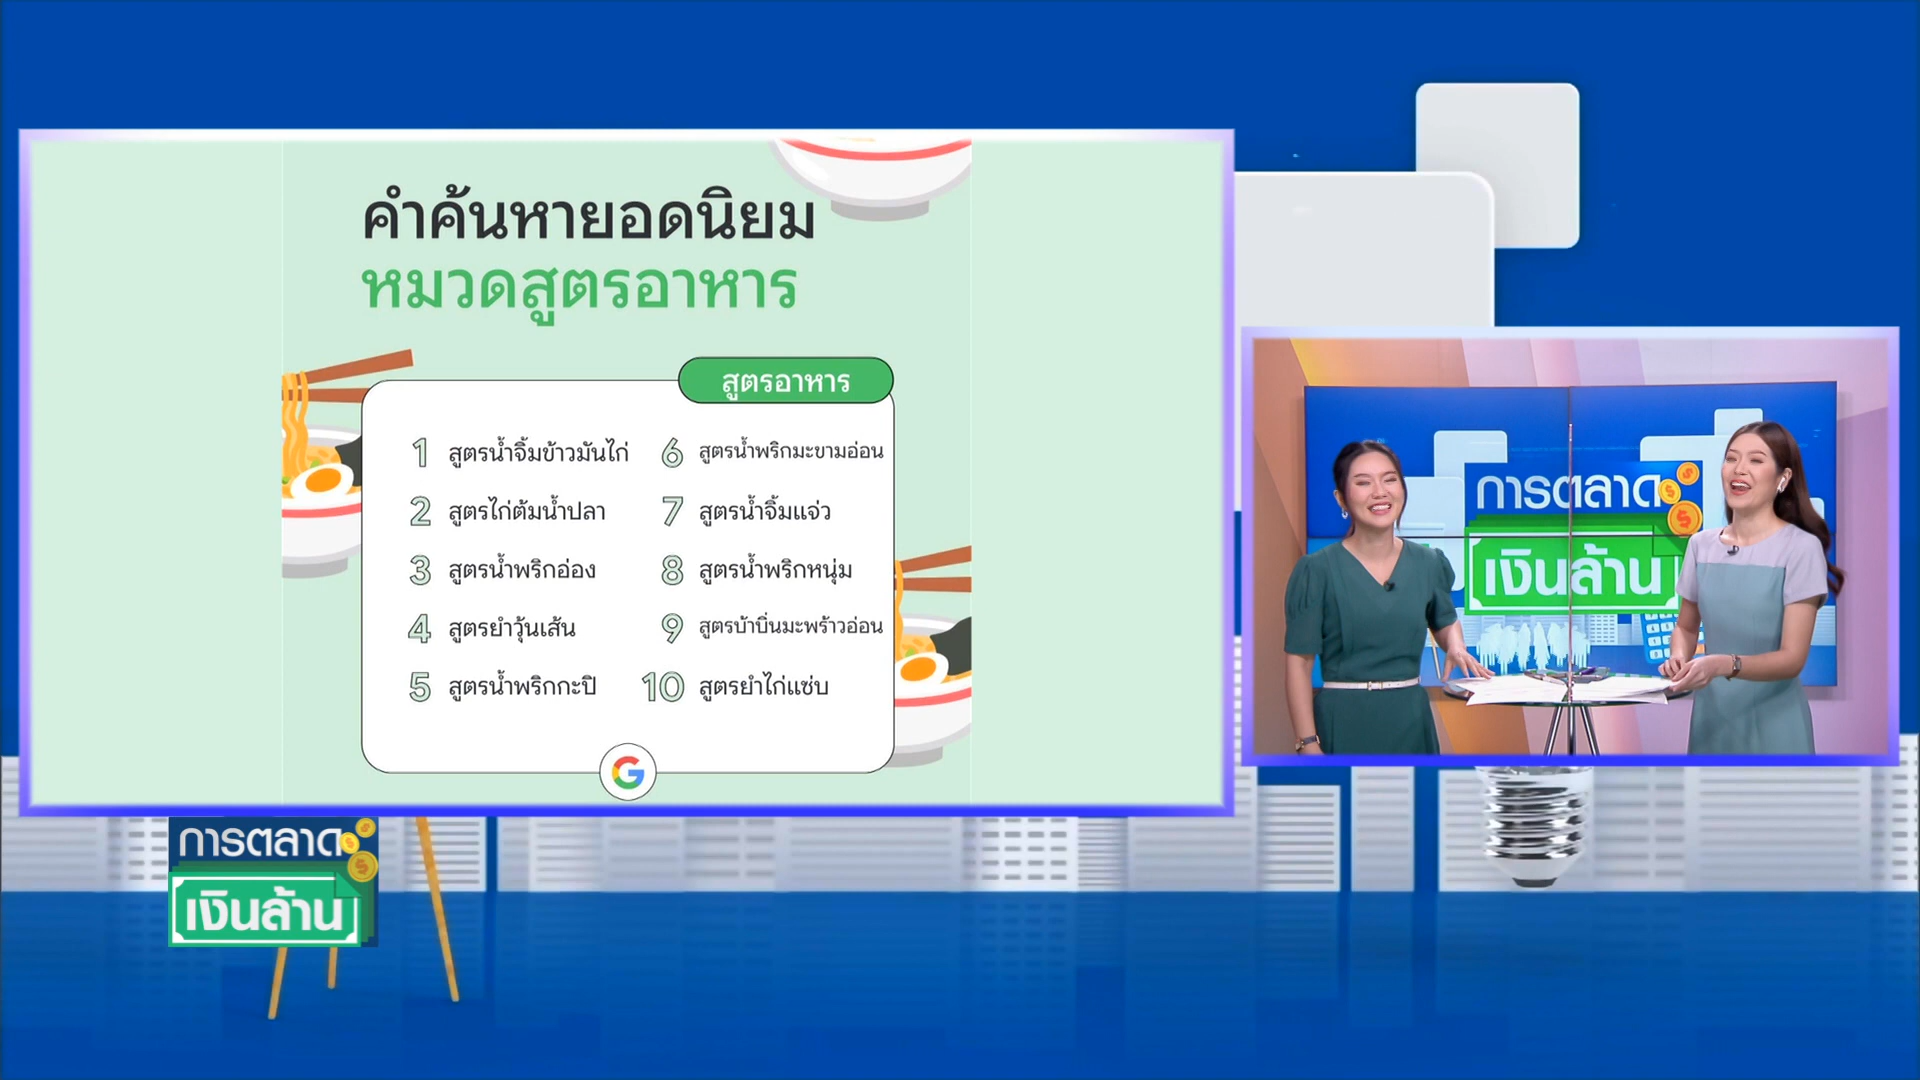 คำค้นหายอดนิยม
หมวดสูตรอาหาร
สูตรอาหาร
1 สูตรน้ำจิ้มข้าวมันไก่
2 สูตรไก่ต้มน้ำปลา
3 สูตรน้ำพริกอ่อง
4 สูตรยำวุ้นเส้น
5 สูตรน้ำพริกกะปิ
6 สูตรน้ำพริกมะขามอ่อน
7 สูตรน้ำจิ้มแจ่ว
8 สูตรน้ำพริกหนุ่ม
9 สูตรบ้าบิ่นมะพร้าวอ่อน
10 สูตรยำไก่แซ่บ
G
การตลาด
เงินล้าน
การตลาด
เงินล้าน